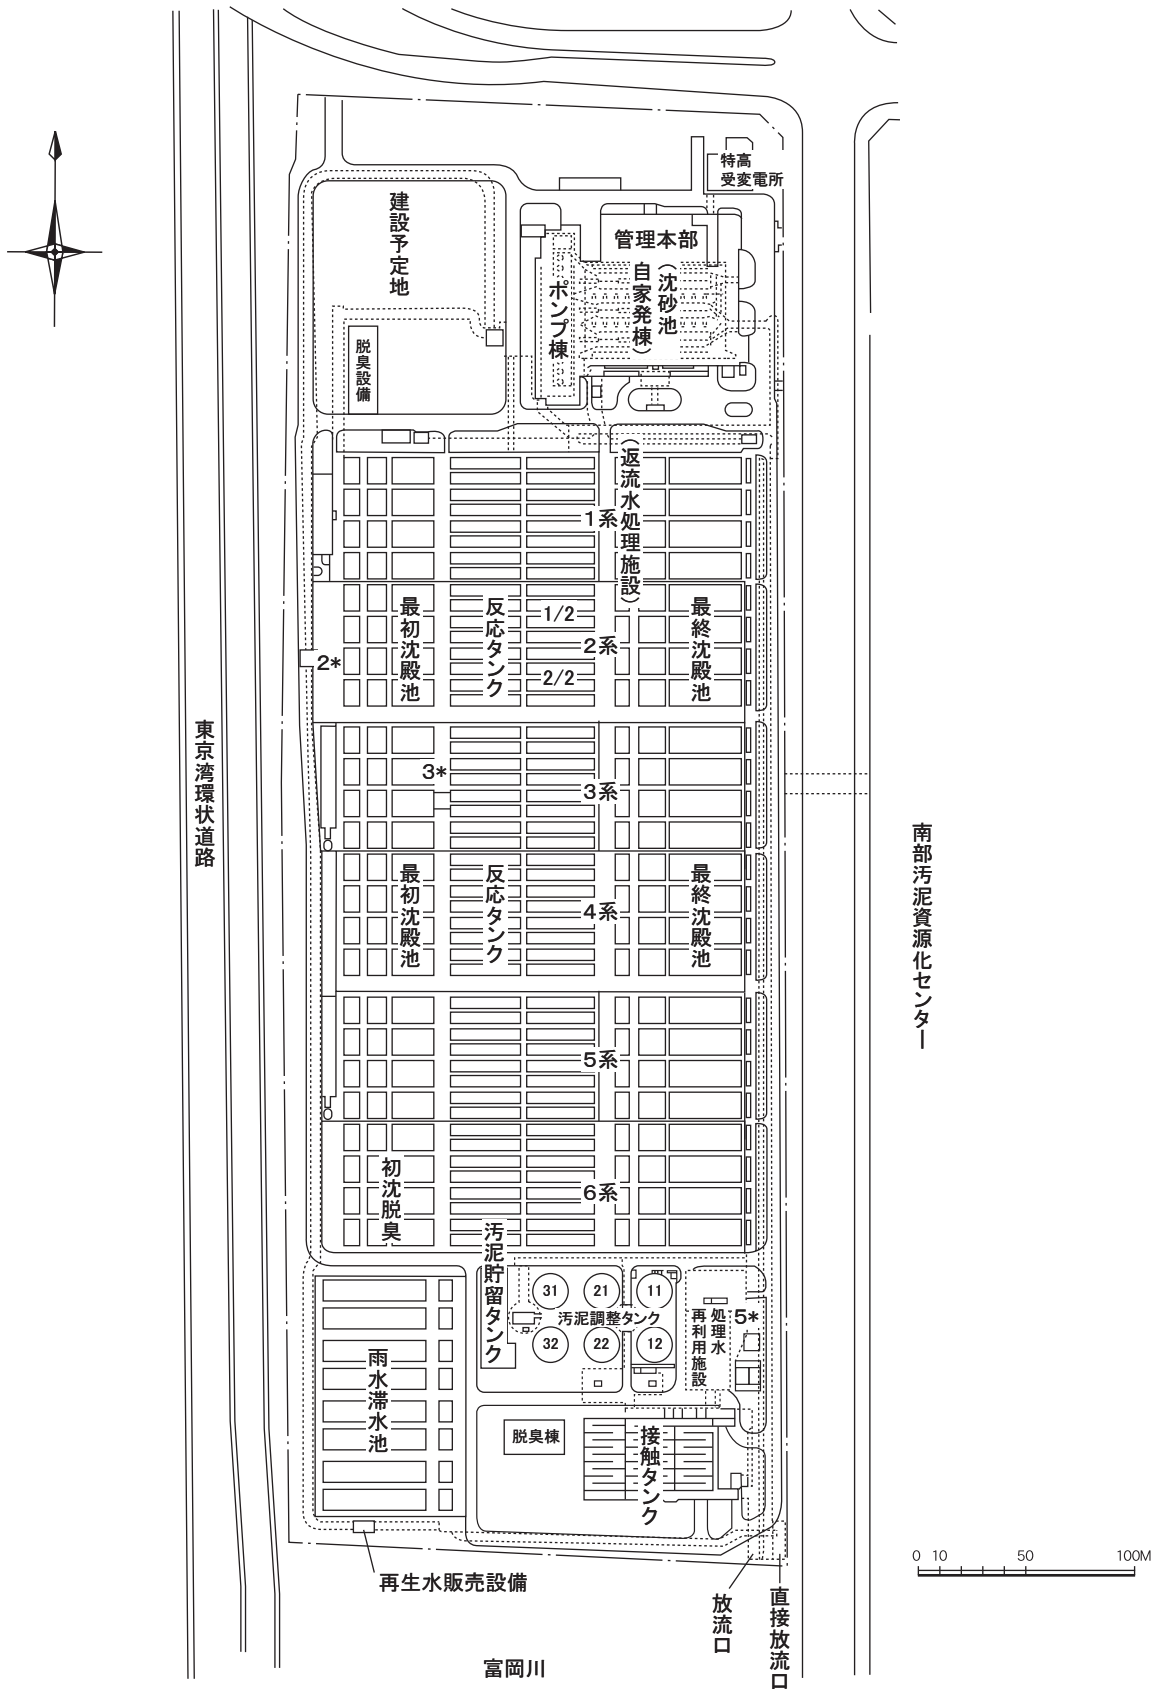 特高
受変電所
建設予定地
管理本部
自家発棟
（沈砂池）
ポンプ棟
脱臭設備
（返流水処理施設）
1系
最初沈殿池
反応タンク
1/2
最終沈殿池
2系
2*
2/2
東京湾環状道路
3*
3系
南部汚泥資源化センター
最初沈殿池
反応タンク
最終沈殿池
4系
5系
初沈脱臭
6系
汚泥貯留タンク
31
21
11
汚泥調整タンク
処理水
再利用施設
5*
32
22
12
雨水滞水池
脱臭棟
接触タンク
0 10 50 100M
再生水販売設備
放流口
直接放流口
富岡川